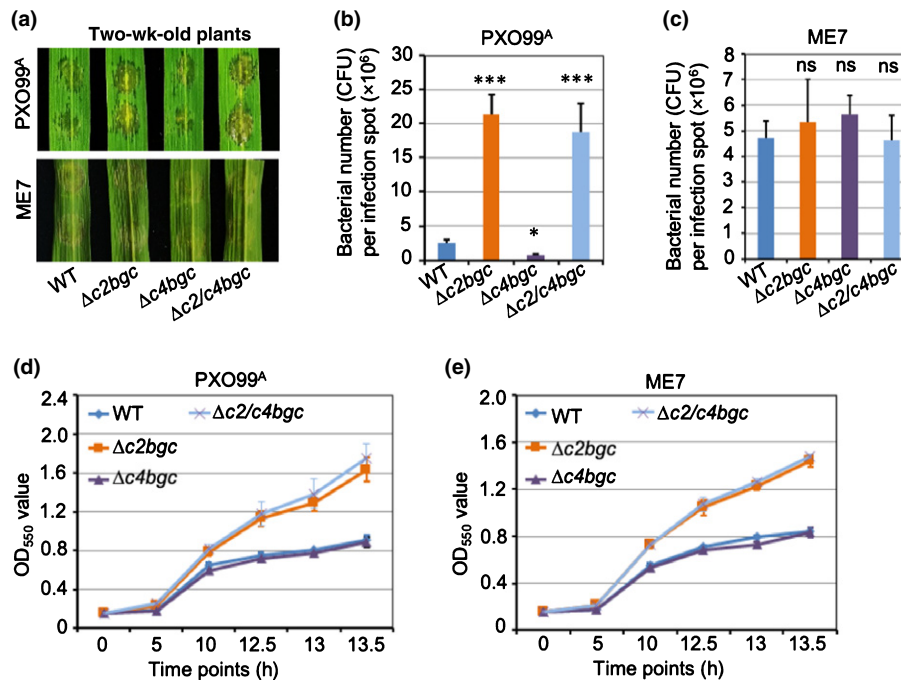 (a)
Two-wk-old plants
PXO99ᴬ
ME7
WT
Δc2bgc
Δc4bgc
Δc2/c4bgc
(b)
PXO99ᴬ
Bacterial number (CFU)
per infection spot (×10⁶)
30
25
20
15
10
5
0
***
*
***
WT
Δc2bgc
Δc4bgc
Δc2/c4bgc
(c)
ME7
Bacterial number (CFU)
per infection spot (×10⁶)
8
7
6
5
4
3
2
1
0
ns ns ns
WT
Δc2bgc
Δc4bgc
Δc2/c4bgc
(d)
PXO99ᴬ
OD₅₅₀ value
2.4
2.0
1.6
1.2
0.8
0.4
0
WT
Δc2/c4bgc
Δc2bgc
Δc4bgc
0 5 10 12.5 13 13.5
Time points (h)
(e)
ME7
OD₅₅₀ value
2.0
1.6
1.2
0.8
0.4
0
WT
Δc2/c4bgc
Δc2bgc
Δc4bgc
0 5 10 12.5 13 13.5
Time points (h)